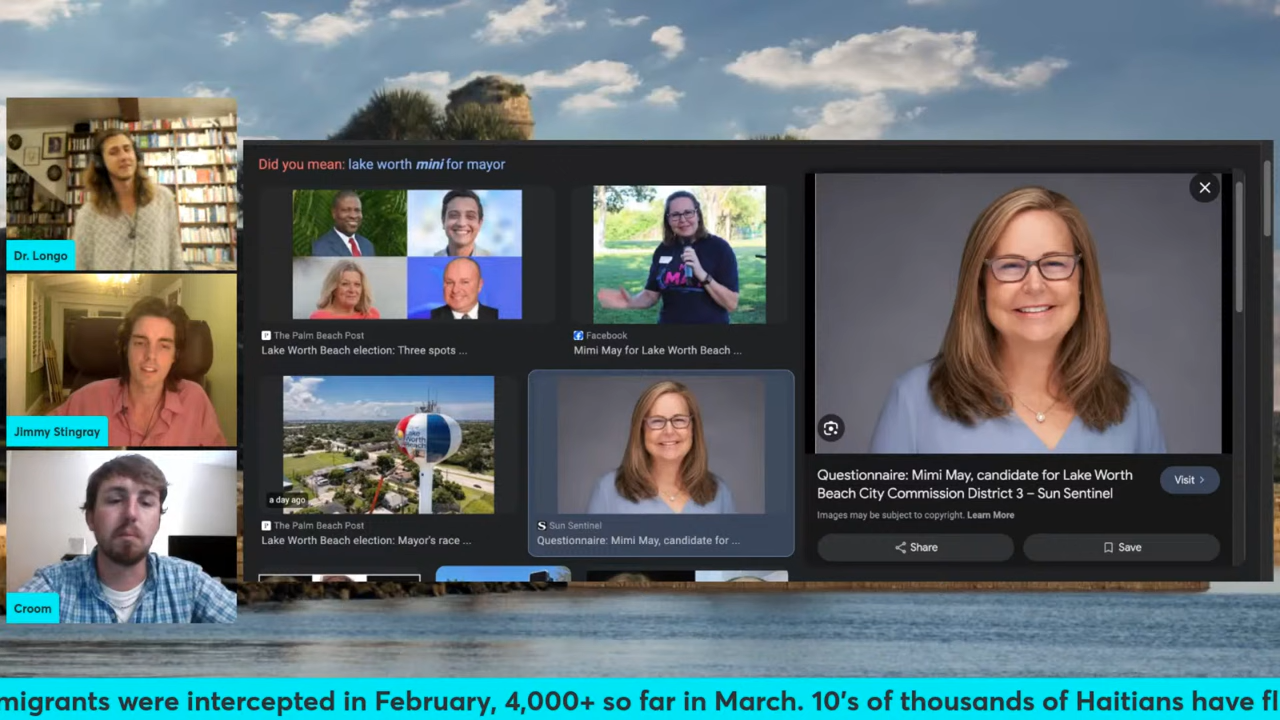 Dr. Longo
Jimmy Stingray
Croom
Did you mean: lake worth mini for mayor
The Palm Beach Post
Lake Worth Beach election: Three spots ...
Facebook
Mimi May for Lake Worth Beach ...
Lake Worth Beach
a day ago
The Palm Beach Post
Lake Worth Beach election: Mayor's race ...
S Sun Sentinel
Questionnaire: Mimi May, candidate for ...
Questionnaire: Mimi May, candidate for Lake Worth
Beach City Commission District 3 – Sun Sentinel
Visit
Images may be subject to copyright. Learn More
Share
Save
migrants were intercepted in February, 4,000+ so far in March. 10's of thousands of Haitians have fl